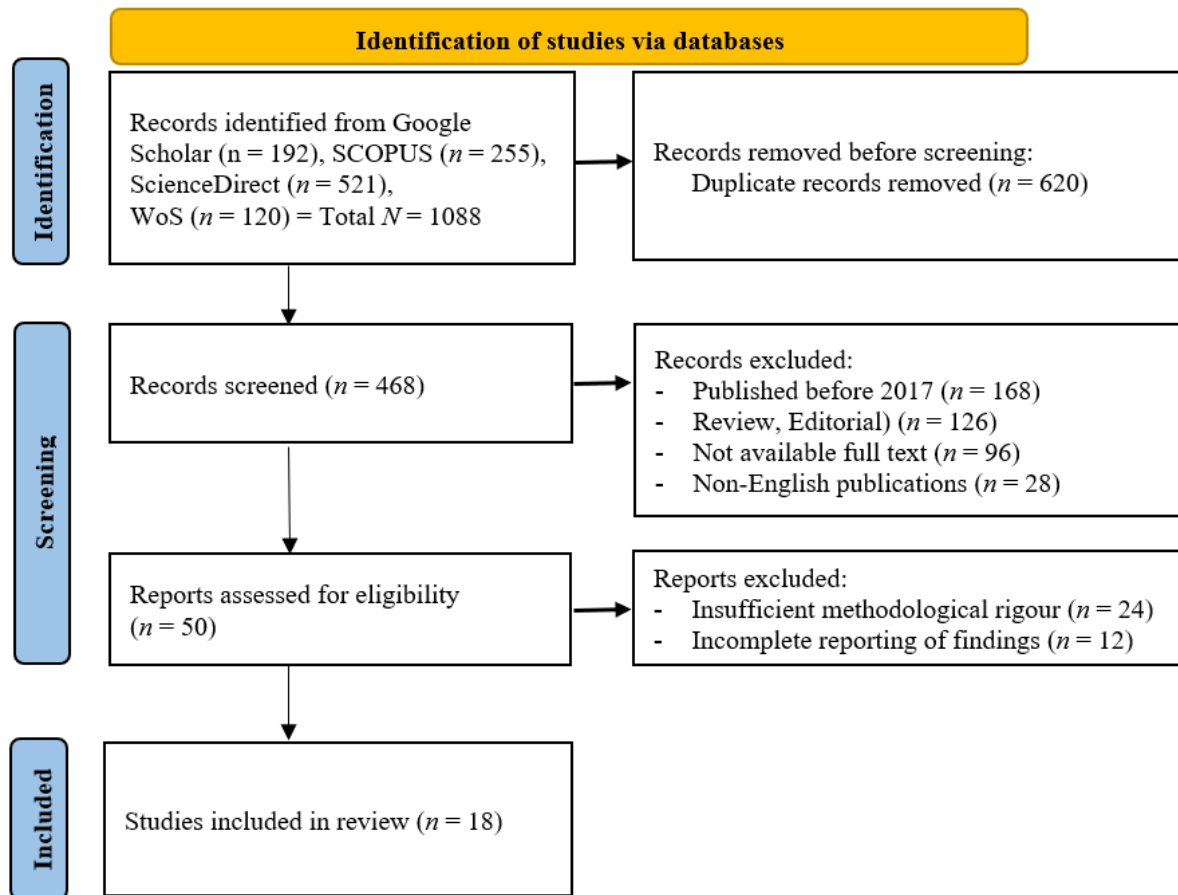 Identification of studies via databases
Identification
Records identified from Google
Scholar (n = 192), SCOPUS (n = 255),
ScienceDirect (n = 521),
WoS (n = 120) = Total N = 1088
Records removed before screening:
Duplicate records removed (n = 620)
Screening
Records screened (n = 468)
Records excluded:
- Published before 2017 (n = 168)
- Review, Editorial) (n = 126)
- Not available full text (n = 96)
- Non-English publications (n = 28)
Reports assessed for eligibility
(n = 50)
Reports excluded:
- Insufficient methodological rigour (n = 24)
- Incomplete reporting of findings (n = 12)
Included
Studies included in review (n = 18)